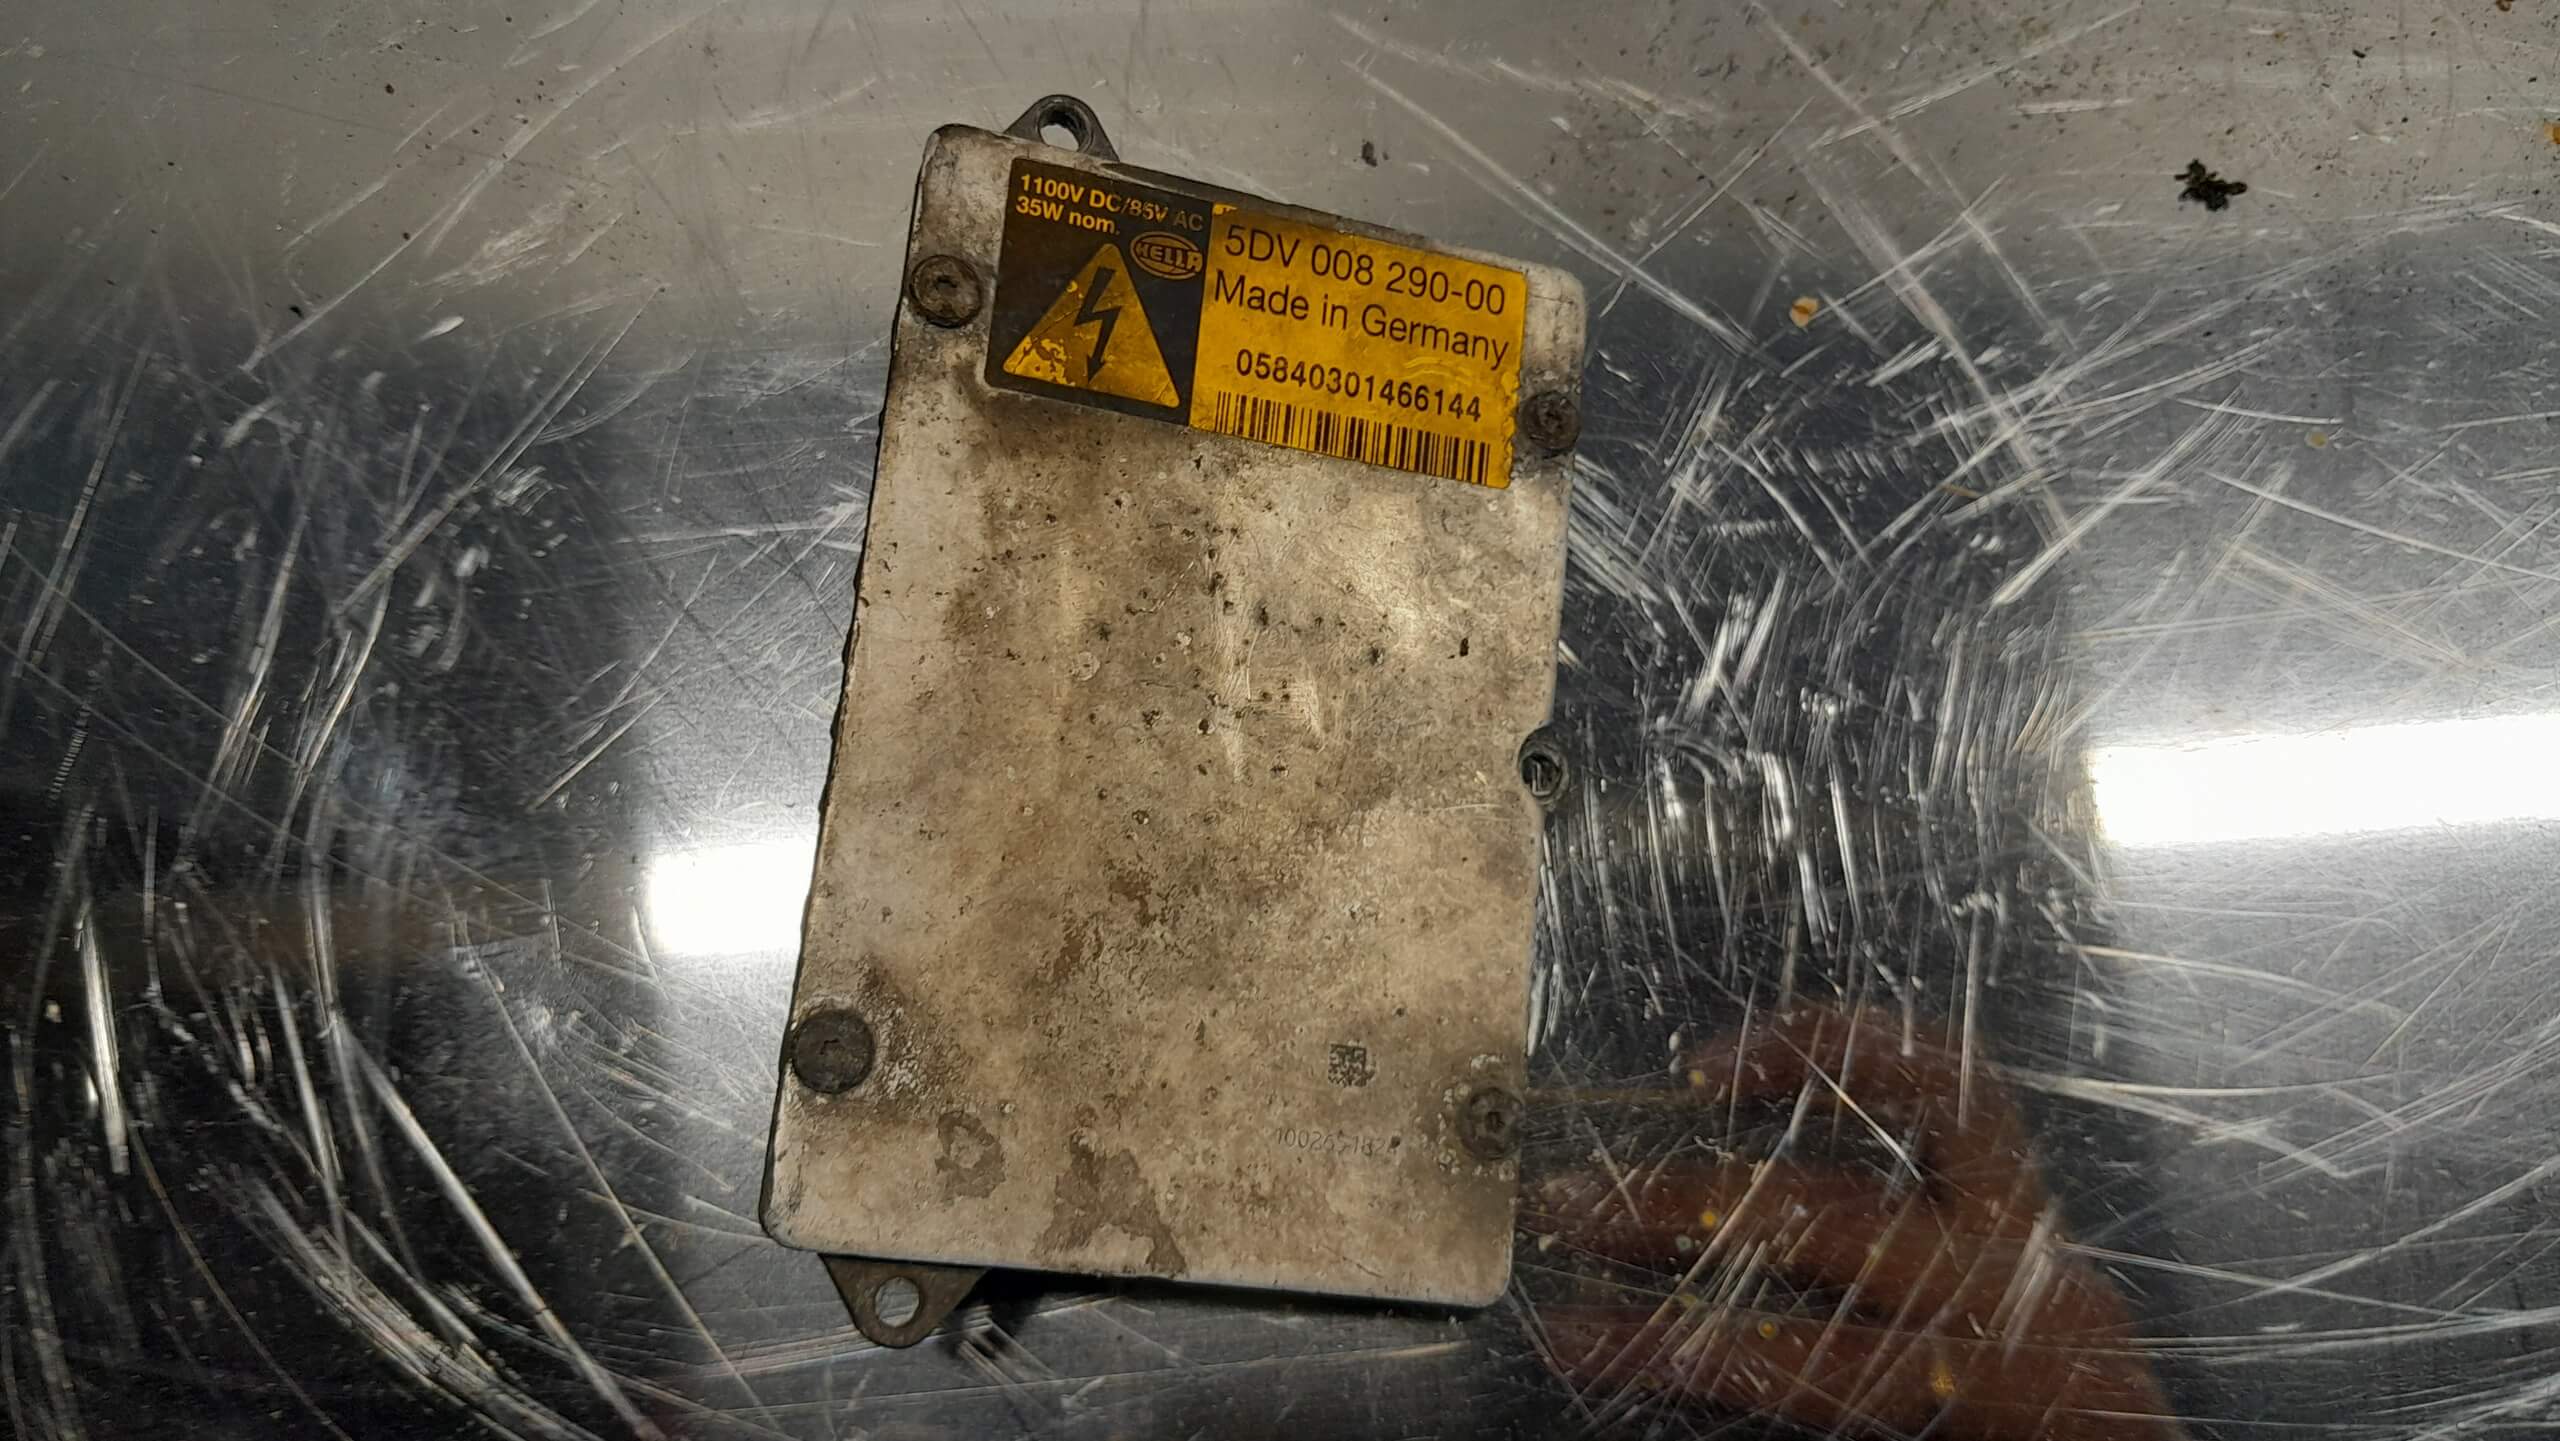 1100V DC/85V AC
35W nom.
HELLA
5DV 008 290-00
Made in Germany
05840301466144